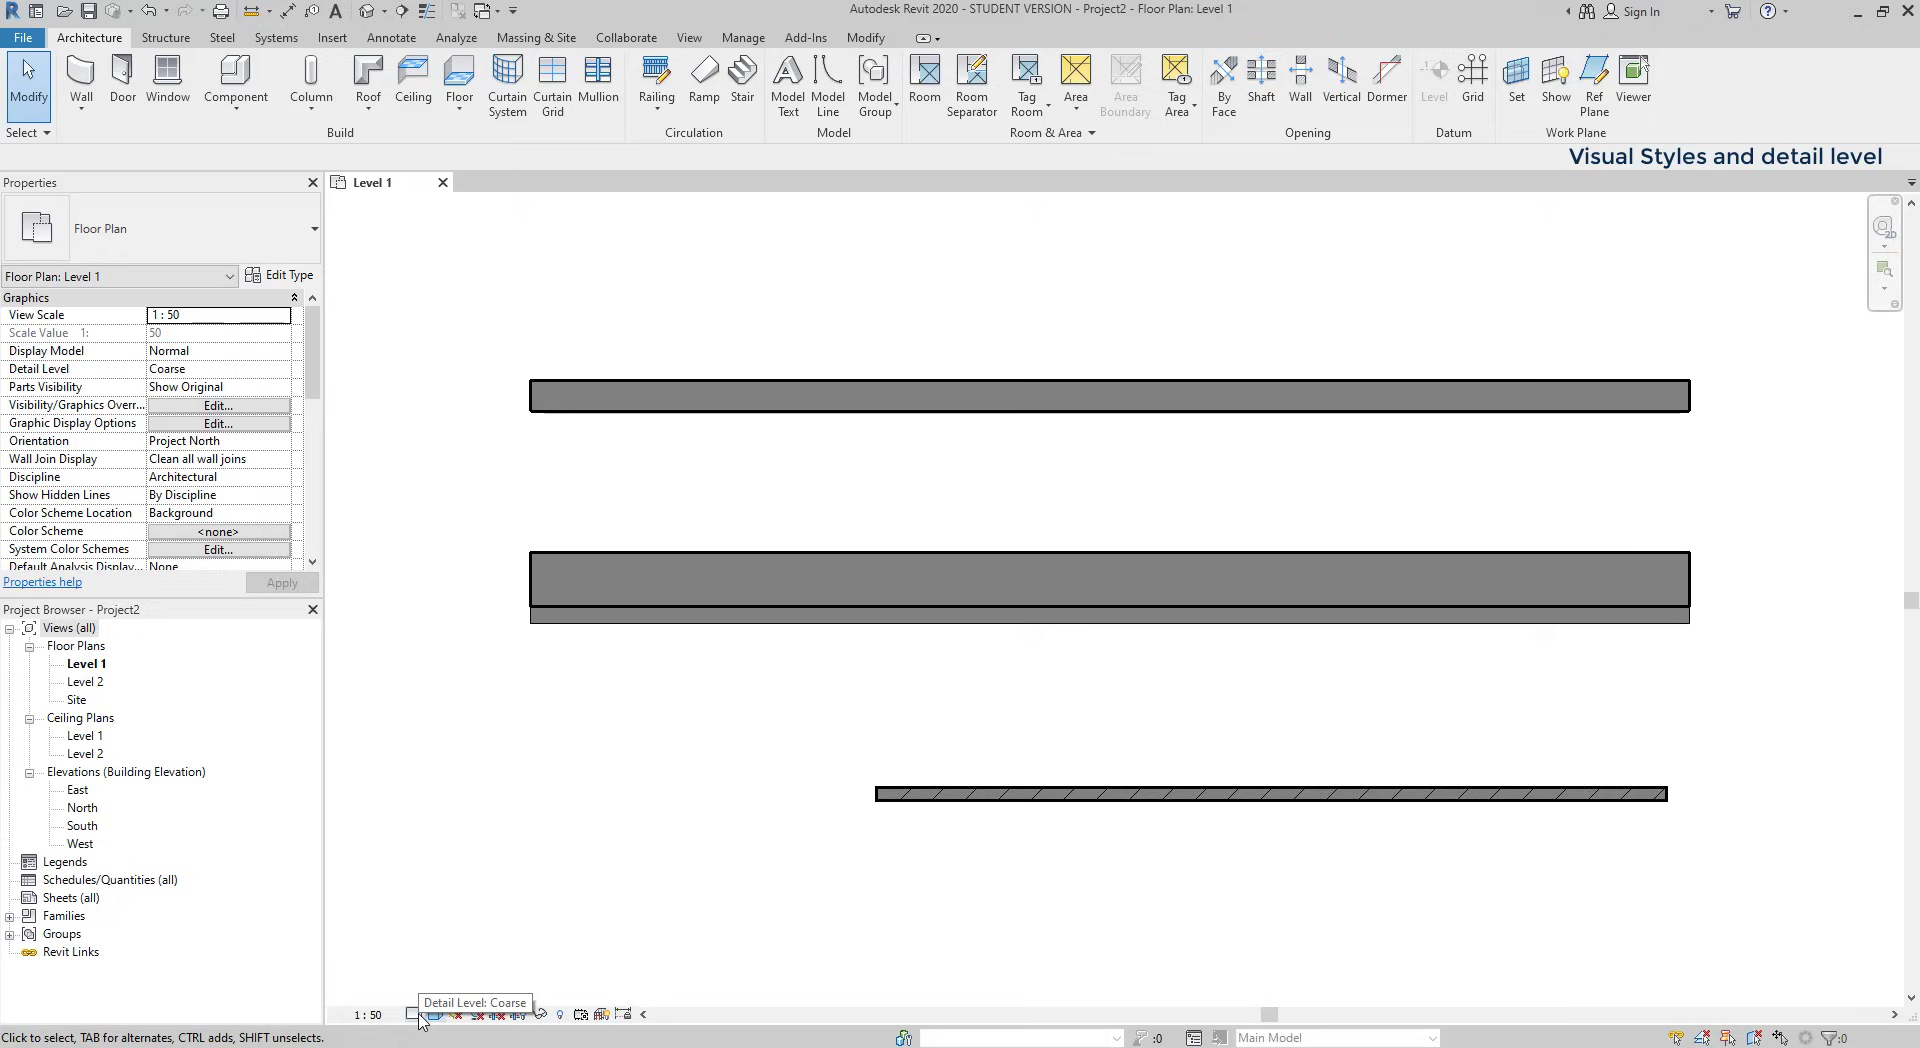 Autodesk Revit 2020 - STUDENT VERSION - Project2 - Floor Plan: Level 1
Sign In
File Architecture Structure Steel Systems Insert Annotate Analyze Massing & Site Collaborate View Manage Add-Ins Modify
Modify Wall Door Window Component Column Roof Ceiling Floor Curtain System Curtain Grid Mullion Railing Ramp Stair Model Text Model Line Model Group Room Room Separator Tag Room Area Area Boundary Tag Area By Face Shaft Wall Vertical Dormer Level Grid Set Show Ref Plane Viewer
Select Build Circulation Model Room & Area Opening Datum Work Plane
Visual Styles and detail level
Properties
Level 1
Floor Plan
Floor Plan: Level 1 Edit Type
Graphics
View Scale 1 : 50
Scale Value 1: 50
Display Model Normal
Detail Level Coarse
Parts Visibility Show Original
Visibility/Graphics Overr... Edit...
Graphic Display Options Edit...
Orientation Project North
Wall Join Display Clean all wall joins
Discipline Architectural
Show Hidden Lines By Discipline
Color Scheme Location Background
Color Scheme <none>
System Color Schemes Edit...
Default Analysis Display... None
Properties help Apply
Project Browser - Project2
Views (all)
Floor Plans
Level 1
Level 2
Site
Ceiling Plans
Level 1
Level 2
Elevations (Building Elevation)
East
North
South
West
Legends
Schedules/Quantities (all)
Sheets (all)
Families
Groups
Revit Links
Detail Level: Coarse
1 : 50
Click to select, TAB for alternates, CTRL adds, SHIFT unselects.
:0
Main Model
:0